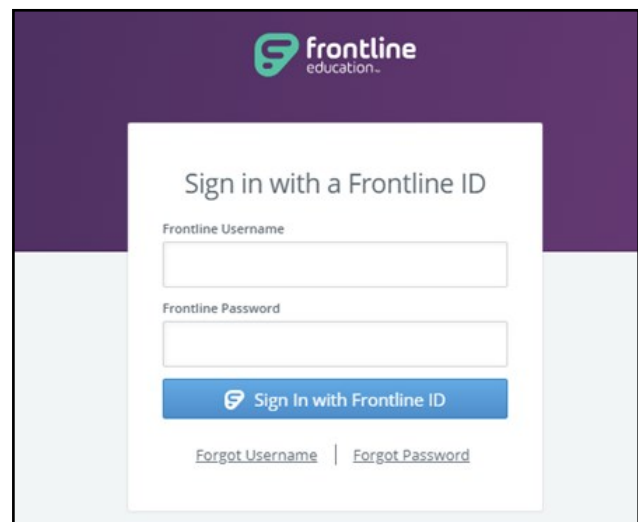 frontline
education™
Sign in with a Frontline ID
Frontline Username
Frontline Password
Sign In with Frontline ID
Forgot Username | Forgot Password